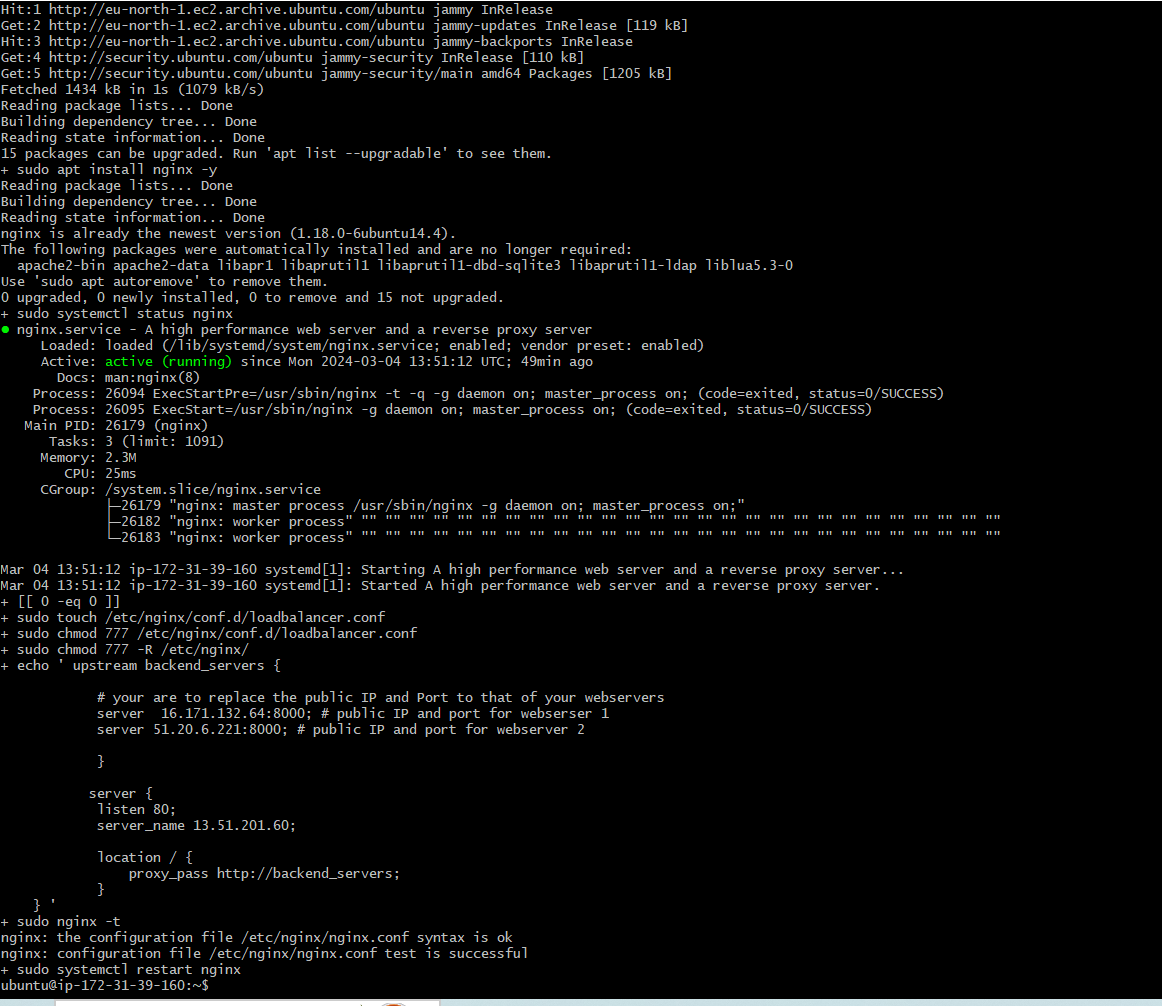 Hit:1 http://eu-north-1.ec2.archive.ubuntu.com/ubuntu jammy InRelease
Get:2 http://eu-north-1.ec2.archive.ubuntu.com/ubuntu jammy-updates InRelease [119 kB]
Hit:3 http://eu-north-1.ec2.archive.ubuntu.com/ubuntu jammy-backports InRelease
Get:4 http://security.ubuntu.com/ubuntu jammy-security InRelease [110 kB]
Get:5 http://security.ubuntu.com/ubuntu jammy-security/main amd64 Packages [1205 kB]
Fetched 1434 kB in 1s (1079 kB/s)
Reading package lists... Done
Building dependency tree... Done
Reading state information... Done
15 packages can be upgraded. Run 'apt list --upgradable' to see them.
+ sudo apt install nginx -y
Reading package lists... Done
Building dependency tree... Done
Reading state information... Done
nginx is already the newest version (1.18.0-6ubuntu14.4).
The following packages were automatically installed and are no longer required:
  apache2-bin apache2-data libapr1 libaprutil1 libaprutil1-dbd-sqlite3 libaprutil1-ldap liblua5.3-0
Use 'sudo apt autoremove' to remove them.
0 upgraded, 0 newly installed, 0 to remove and 15 not upgraded.
+ sudo systemctl status nginx
● nginx.service - A high performance web server and a reverse proxy server
     Loaded: loaded (/lib/systemd/system/nginx.service; enabled; vendor preset: enabled)
     Active: active (running) since Mon 2024-03-04 13:51:12 UTC; 49min ago
       Docs: man:nginx(8)
    Process: 26094 ExecStartPre=/usr/sbin/nginx -t -q -g daemon on; master_process on; (code=exited, status=0/SUCCESS)
    Process: 26095 ExecStart=/usr/sbin/nginx -g daemon on; master_process on; (code=exited, status=0/SUCCESS)
   Main PID: 26179 (nginx)
      Tasks: 3 (limit: 1091)
     Memory: 2.3M
        CPU: 25ms
     CGroup: /system.slice/nginx.service
             ├─26179 "nginx: master process /usr/sbin/nginx -g daemon on; master_process on;"
             ├─26182 "nginx: worker process" "" "" "" "" "" "" "" "" "" "" "" "" "" "" "" "" "" "" "" "" "" "" "" "" "" "" ""
             └─26183 "nginx: worker process" "" "" "" "" "" "" "" "" "" "" "" "" "" "" "" "" "" "" "" "" "" "" "" "" "" "" ""
Mar 04 13:51:12 ip-172-31-39-160 systemd[1]: Starting A high performance web server and a reverse proxy server...
Mar 04 13:51:12 ip-172-31-39-160 systemd[1]: Started A high performance web server and a reverse proxy server.
+ [[ 0 -eq 0 ]]
+ sudo touch /etc/nginx/conf.d/loadbalancer.conf
+ sudo chmod 777 /etc/nginx/conf.d/loadbalancer.conf
+ sudo chmod 777 -R /etc/nginx/
+ echo ' upstream backend_servers {
            # your are to replace the public IP and Port to that of your webservers
            server  16.171.132.64:8000; # public IP and port for webserser 1
            server 51.20.6.221:8000; # public IP and port for webserver 2
            }
           server {
            listen 80;
            server_name 13.51.201.60;
            location / {
                proxy_pass http://backend_servers;
            }
    } '
+ sudo nginx -t
nginx: the configuration file /etc/nginx/nginx.conf syntax is ok
nginx: configuration file /etc/nginx/nginx.conf test is successful
+ sudo systemctl restart nginx
ubuntu@ip-172-31-39-160:~$